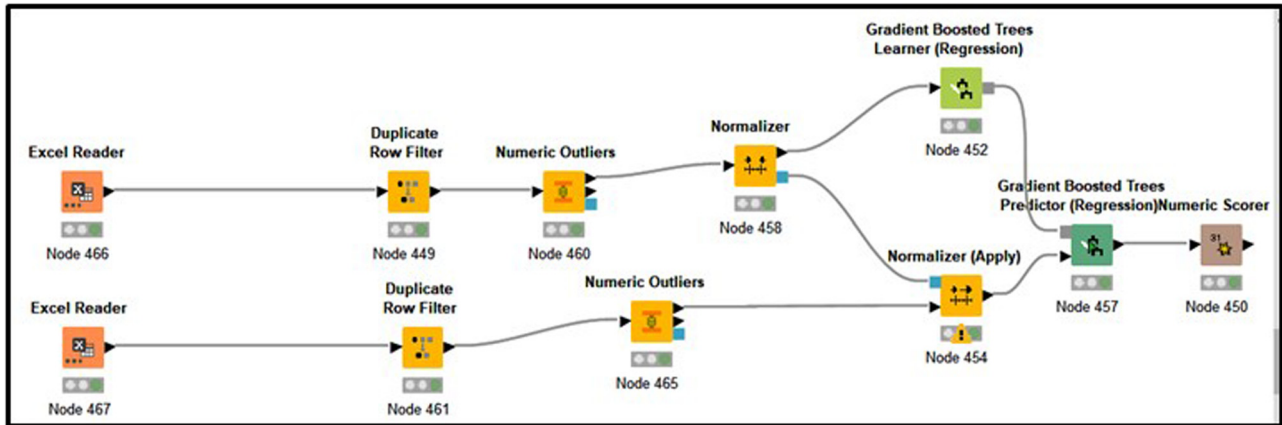 Gradient Boosted Trees
Learner (Regression)
Node 452
Normalizer
Node 458
Duplicate
Row Filter
Node 449
Numeric Outliers
Node 460
Excel Reader
Node 466
Gradient Boosted Trees
Predictor (Regression)
Node 457
Numeric Scorer
31
Node 450
Normalizer (Apply)
Node 454
Numeric Outliers
Node 465
Duplicate
Row Filter
Node 461
Excel Reader
Node 467